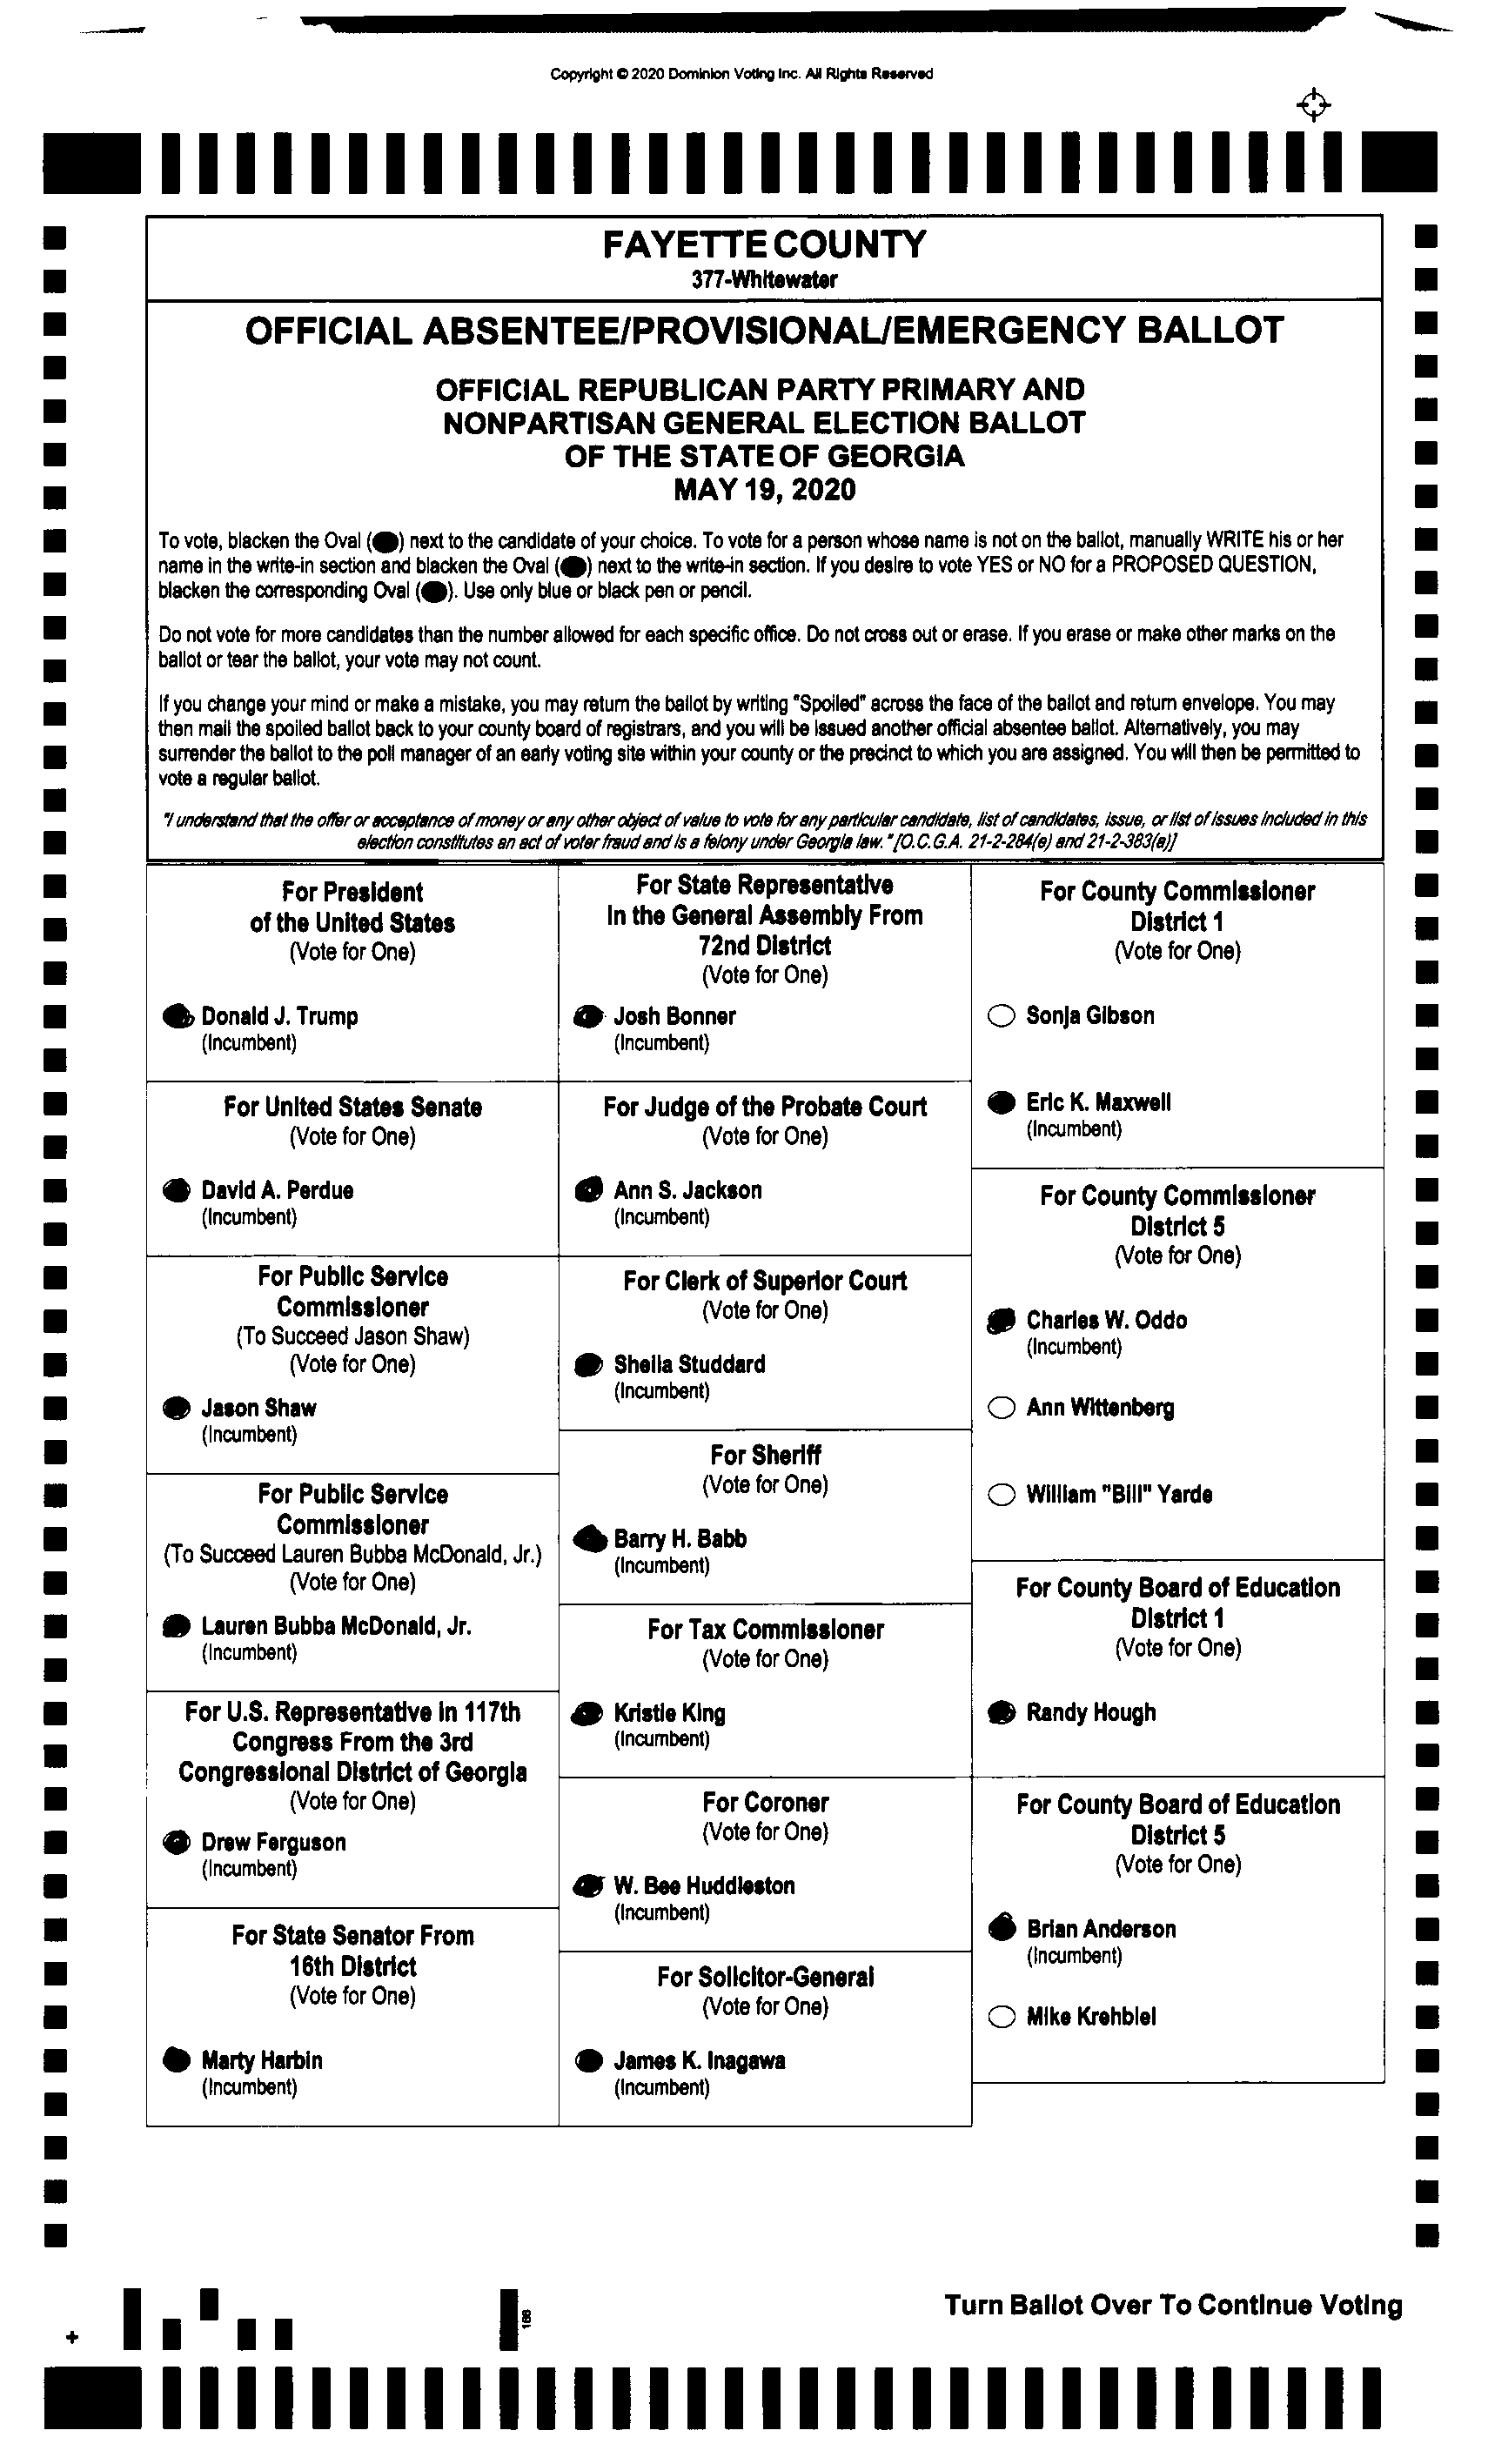 Copyright © 2020 Dominion Voting Inc. All Rights Reserved
FAYETTE COUNTY
377-Whitewater
OFFICIAL ABSENTEE/PROVISIONAL/EMERGENCY BALLOT
OFFICIAL REPUBLICAN PARTY PRIMARY AND
NONPARTISAN GENERAL ELECTION BALLOT
OF THE STATE OF GEORGIA
MAY 19, 2020
To vote, blacken the Oval ( ) next to the candidate of your choice. To vote for a person whose name is not on the ballot, manually WRITE his or her
name in the write-in section and blacken the Oval ( ) next to the write-in section. If you desire to vote YES or NO for a PROPOSED QUESTION,
blacken the corresponding Oval ( ). Use only blue or black pen or pencil.
Do not vote for more candidates than the number allowed for each specific office. Do not cross out or erase. If you erase or make other marks on the
ballot or tear the ballot, your vote may not count.
If you change your mind or make a mistake, you may return the ballot by writing "Spoiled" across the face of the ballot and return envelope. You may
then mail the spoiled ballot back to your county board of registrars, and you will be issued another official absentee ballot. Alternatively, you may
surrender the ballot to the poll manager of an early voting site within your county or the precinct to which you are assigned. You will then be permitted to
vote a regular ballot.
"I understand that the offer or acceptance of money or any other object of value to vote for any particular candidate, list of candidates, issue, or list of issues included in this
election constitutes an act of voter fraud and is a felony under Georgia law." [O.C.G.A. 21-2-284(e) and 21-2-383(a)]
For President
of the United States
(Vote for One)
Donald J. Trump
(Incumbent)
For United States Senate
(Vote for One)
David A. Perdue
(Incumbent)
For Public Service
Commissioner
(To Succeed Jason Shaw)
(Vote for One)
Jason Shaw
(Incumbent)
For Public Service
Commissioner
(To Succeed Lauren Bubba McDonald, Jr.)
(Vote for One)
Lauren Bubba McDonald, Jr.
(Incumbent)
For U.S. Representative in 117th
Congress From the 3rd
Congressional District of Georgia
(Vote for One)
Drew Ferguson
(Incumbent)
For State Senator From
16th District
(Vote for One)
Marty Harbin
(Incumbent)
For State Representative
In the General Assembly From
72nd District
(Vote for One)
Josh Bonner
(Incumbent)
For Judge of the Probate Court
(Vote for One)
Ann S. Jackson
(Incumbent)
For Clerk of Superior Court
(Vote for One)
Sheila Studdard
(Incumbent)
For Sheriff
(Vote for One)
Barry H. Babb
(Incumbent)
For Tax Commissioner
(Vote for One)
Kristie King
(Incumbent)
For Coroner
(Vote for One)
W. Bee Huddleston
(Incumbent)
For Solicitor-General
(Vote for One)
James K. Inagawa
(Incumbent)
For County Commissioner
District 1
(Vote for One)
Sonja Gibson
Eric K. Maxwell
(Incumbent)
For County Commissioner
District 5
(Vote for One)
Charles W. Oddo
(Incumbent)
Ann Wittenberg
William "Bill" Yarde
For County Board of Education
District 1
(Vote for One)
Randy Hough
For County Board of Education
District 5
(Vote for One)
Brian Anderson
(Incumbent)
Mike Krehbiel
Turn Ballot Over To Continue Voting